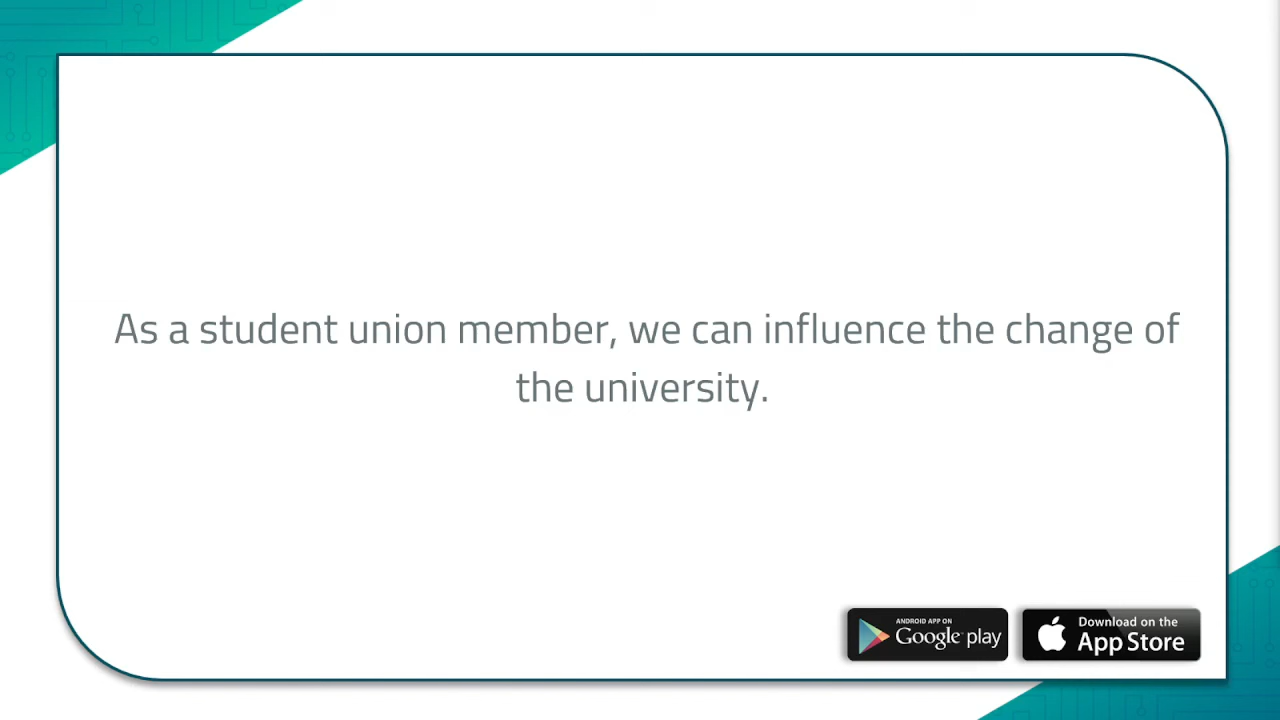 As a student union member, we can influence the change of
the university.
ANDROID APP ON
Google play
Download on the
App Store